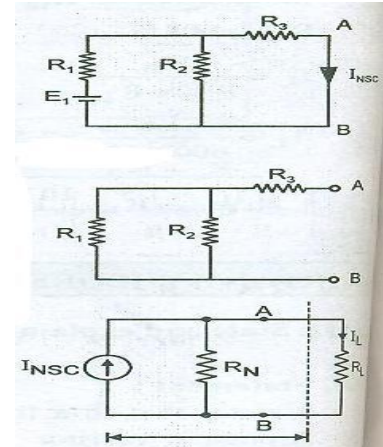 R3 A
R1 R2 INSC
E1
B
R3 A
R1 R2
B
A
IL
INSC RN RL
B